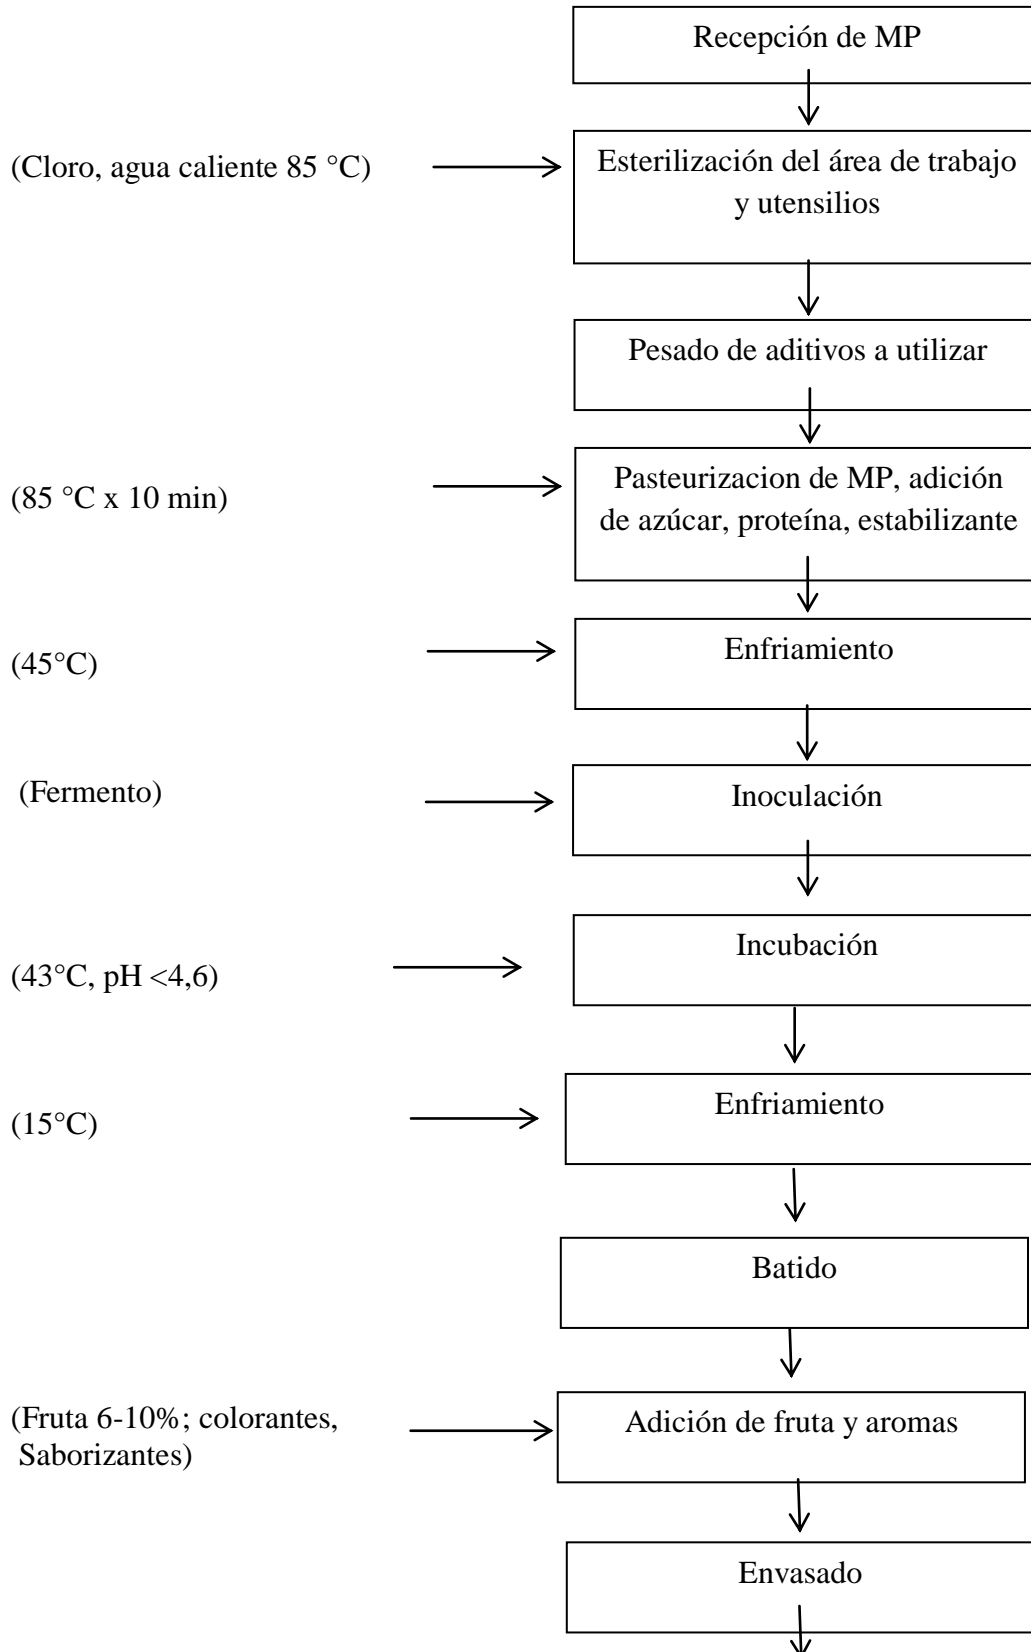 Recepción de MP
(Cloro, agua caliente 85 °C)
Esterilización del área de trabajo
y utensilios
Pesado de aditivos a utilizar
(85 °C x 10 min)
Pasteurizacion de MP, adición
de azúcar, proteína, estabilizante
(45°C)
Enfriamiento
(Fermento)
Inoculación
(43°C, pH <4,6)
Incubación
(15°C)
Enfriamiento
Batido
(Fruta 6-10%; colorantes,
Saborizantes)
Adición de fruta y aromas
Envasado